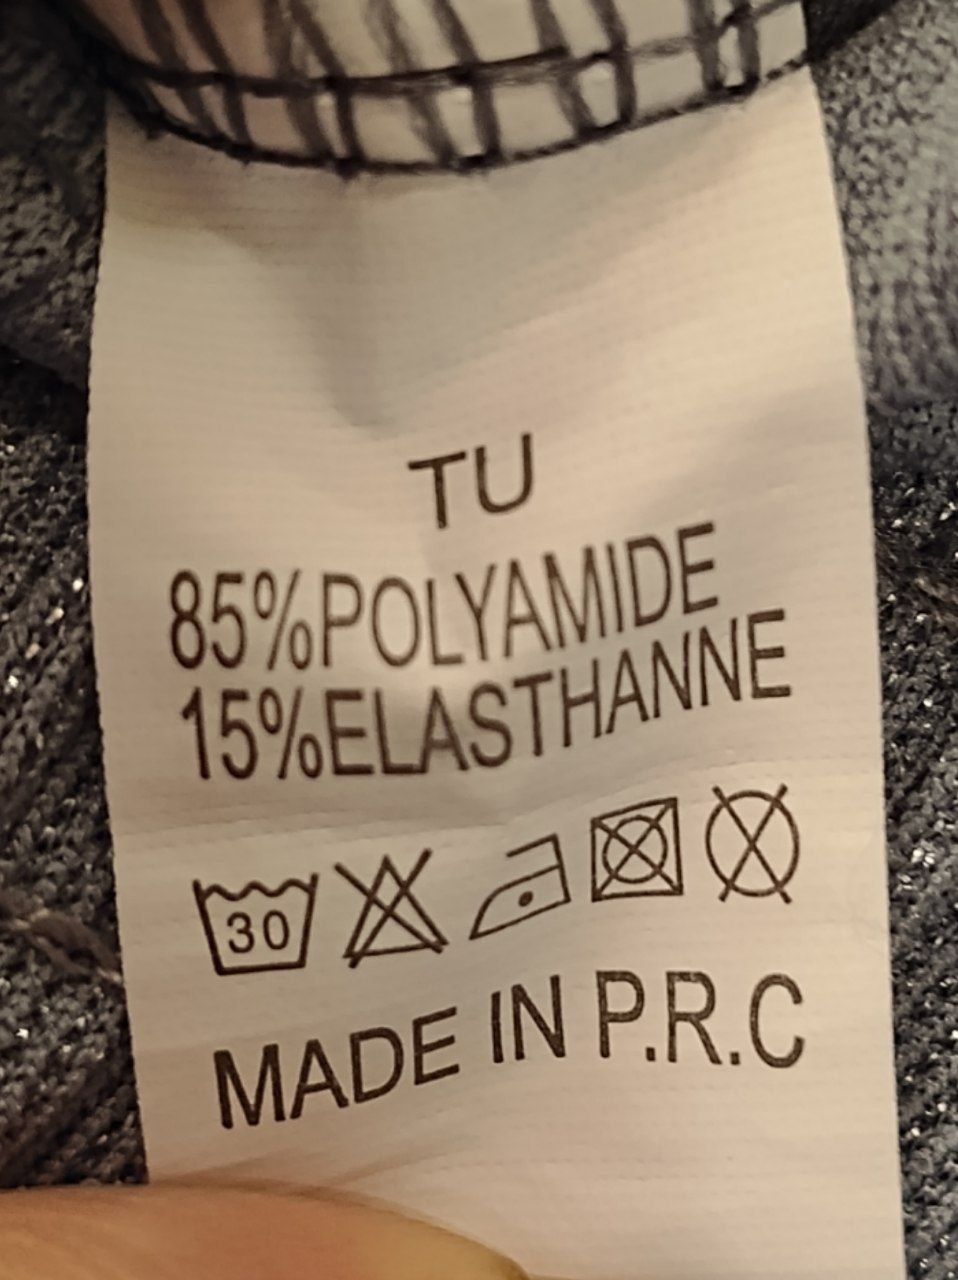 TU
85%POLYAMIDE
15%ELASTHANNE
30
MADE IN P.R.C